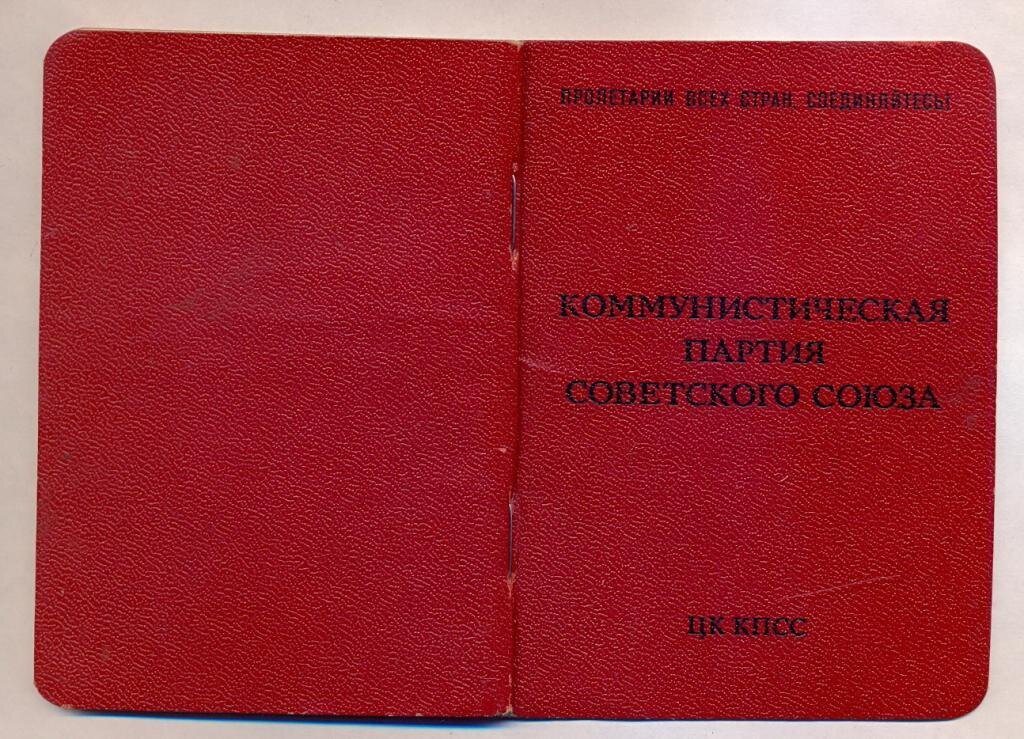 ПРОЛЕТАРИИ ВСЕХ СТРАН, СОЕДИНЯЙТЕСЬ!
КОММУНИСТИЧЕСКАЯ
ПАРТИЯ
СОВЕТСКОГО СОЮЗА
ЦК КПСС